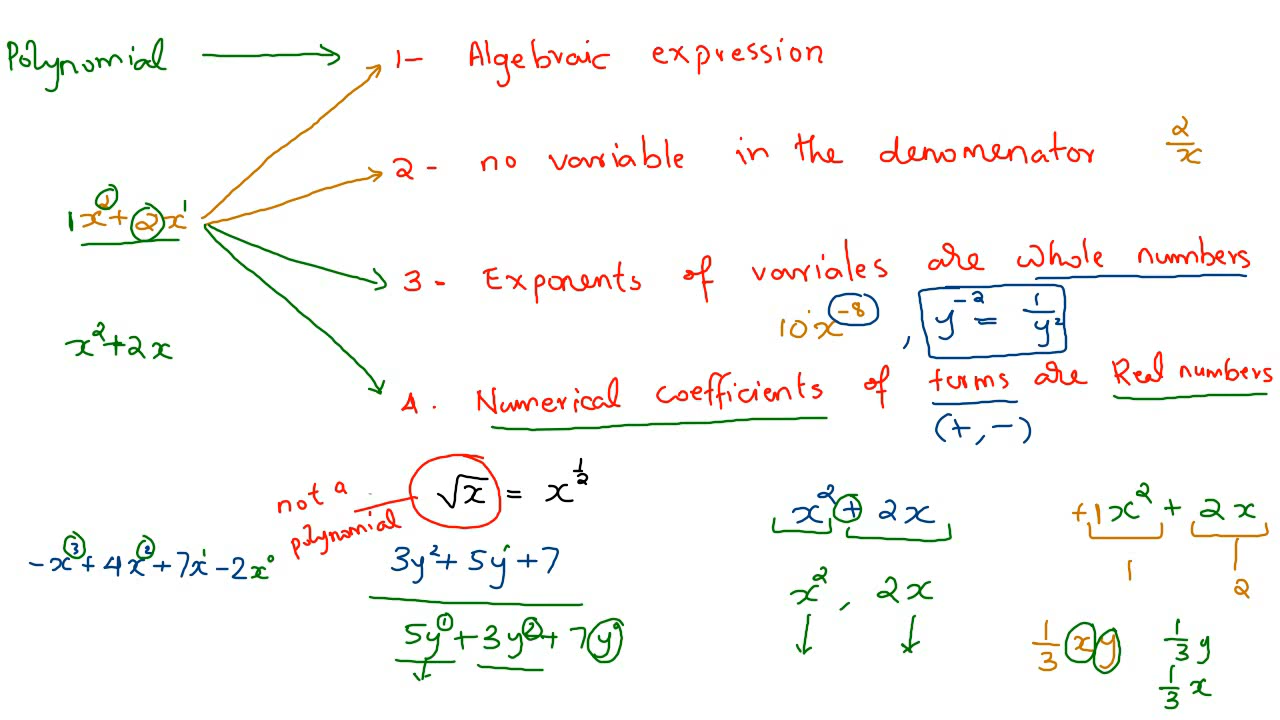 Polynomial → 1- Algebraic expression
2- no variable in the denomenator 2/x
1x² + 2x¹
3- Exponents of variales are whole numbers
10x⁻⁸ , y⁻² = 1/y²
x² + 2x
4. Numerical coefficients of terms are Real numbers
(+, -)
not a polynomial
√x = x^(1/2)
-x³ + 4x² + 7x¹ - 2x⁰
3y² + 5y¹ + 7
5y¹ + 3y² + 7y⁰
x² + 2x
x² , 2x
+1x² + 2x
1 2
1/3 xy
1/3 y
1/3 x